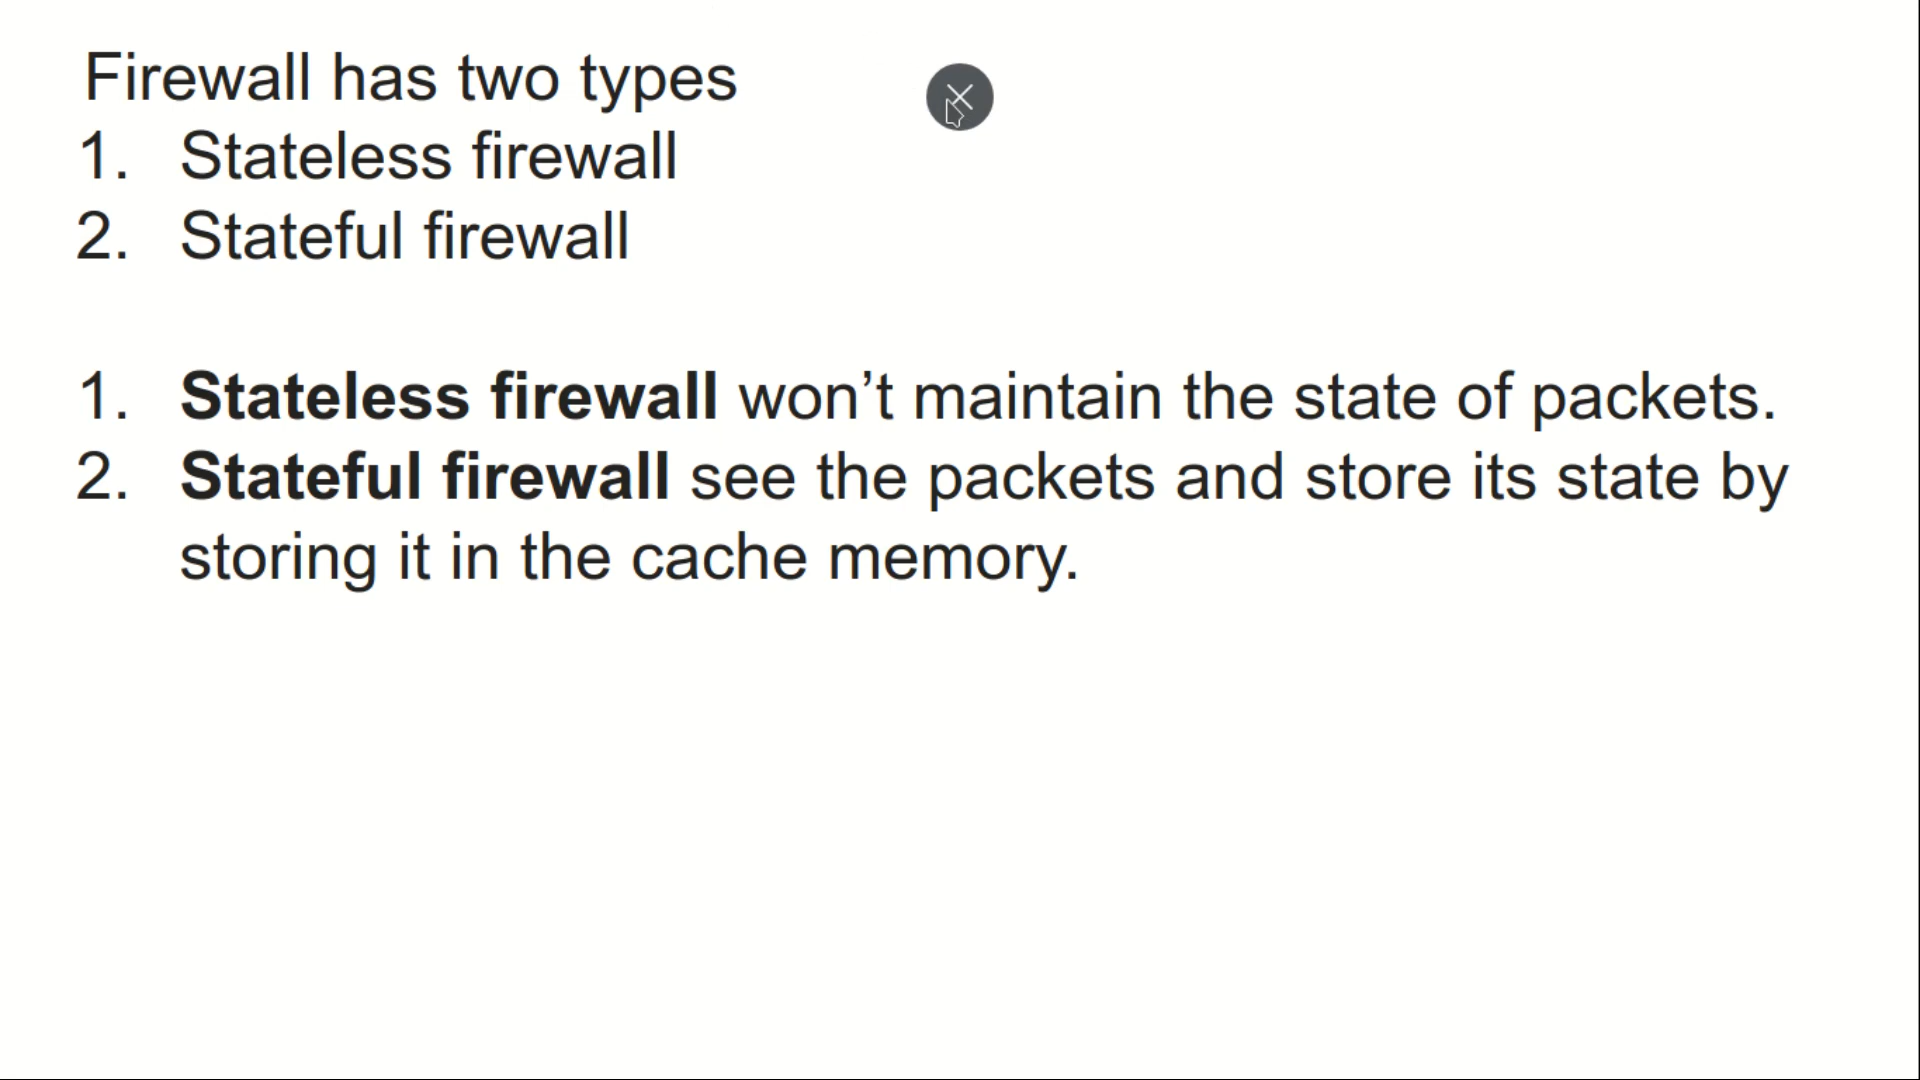 Firewall has two types
1. Stateless firewall
2. Stateful firewall
1. Stateless firewall won’t maintain the state of packets.
2. Stateful firewall see the packets and store its state by
storing it in the cache memory.